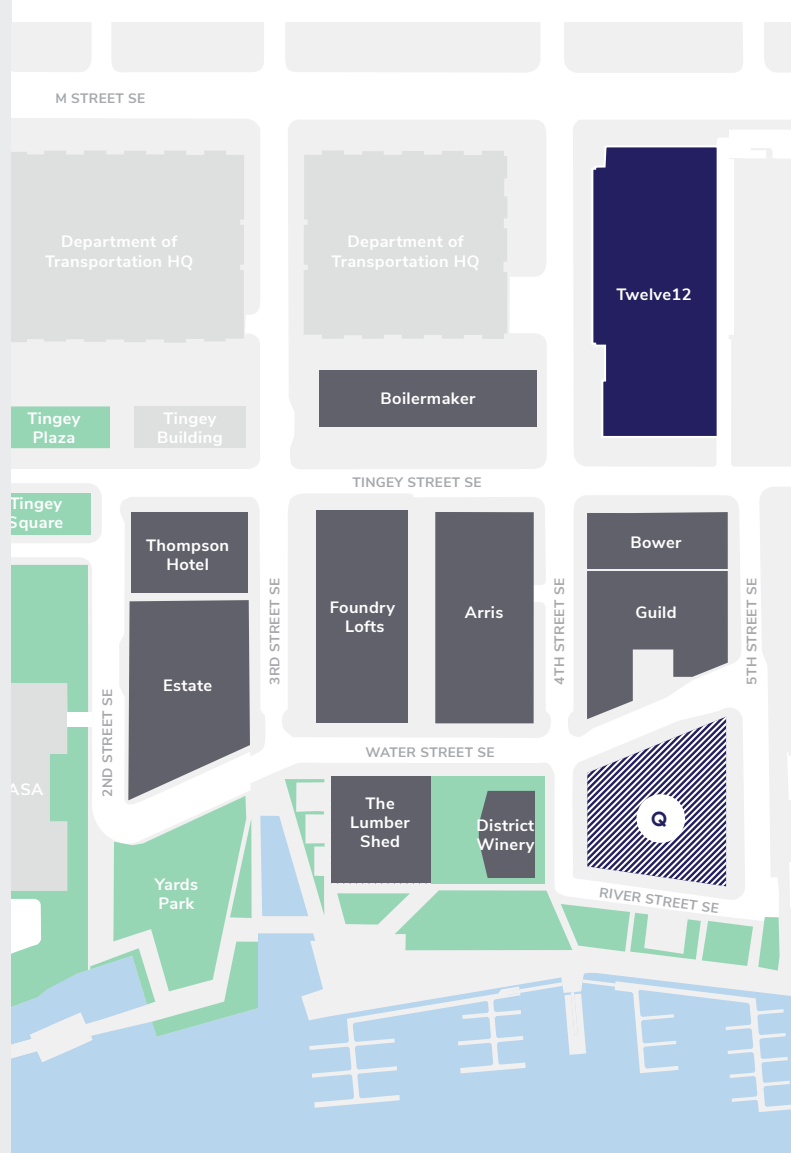 M STREET SE
Department of
Transportation HQ
Department of
Transportation HQ
Twelve12
Boilermaker
Tingey
Plaza
Tingey
Building
TINGEY STREET SE
Tingey
Square
Thompson
Hotel
Bower
Foundry
Lofts
Arris
Guild
3RD STREET SE
4TH STREET SE
5TH STREET SE
Estate
2ND STREET SE
WATER STREET SE
ASA
The
Lumber
Shed
District
Winery
Q
Yards
Park
RIVER STREET SE